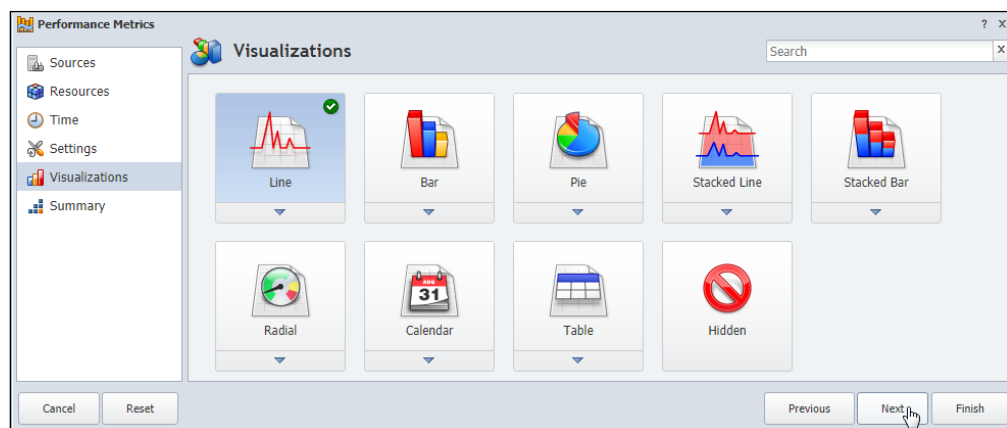 Performance Metrics
? X
Sources
Resources
Time
Settings
Visualizations
Summary
Visualizations
Search X
Line
Bar
Pie
Stacked Line
Stacked Bar
Radial
AUG
31
Calendar
Table
Hidden
Cancel
Reset
Previous
Next
Finish